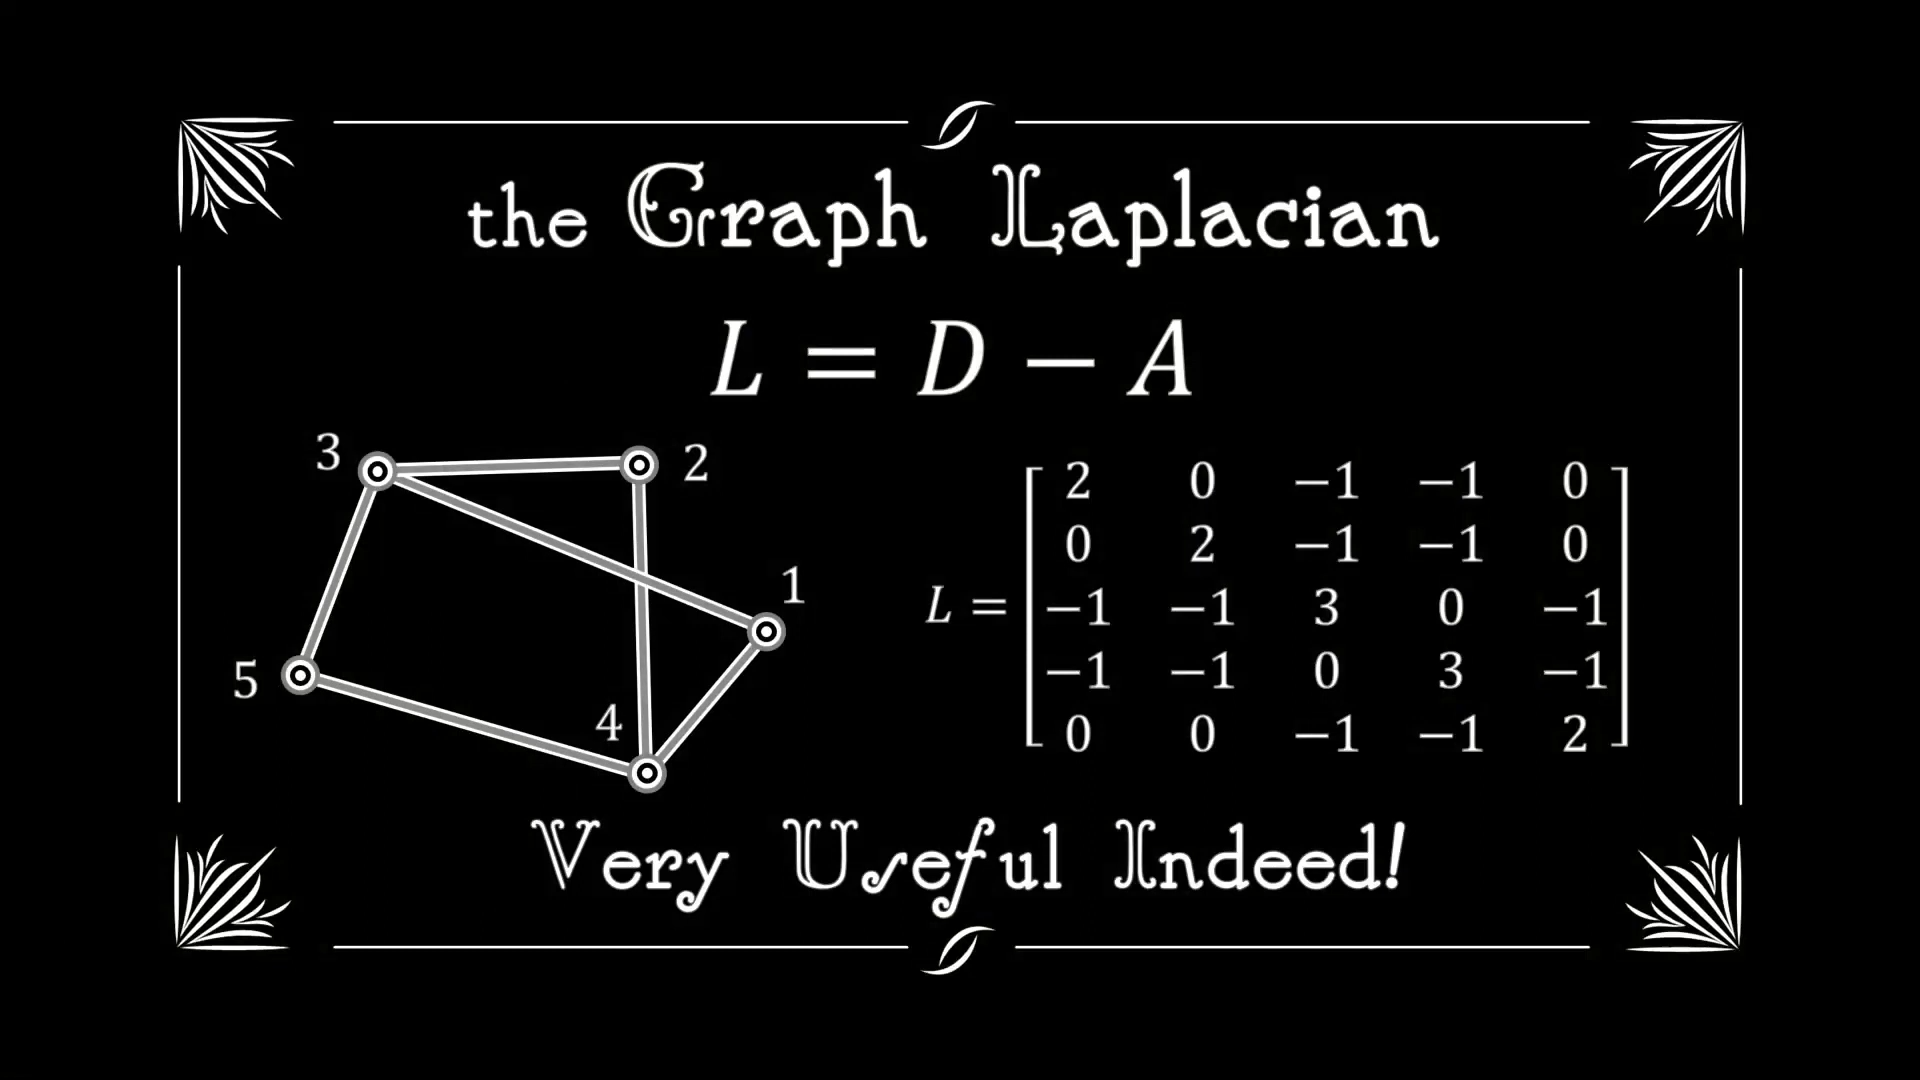 the Graph Laplacian
L = D − A
3
2
1
5
4
L =
2 0 −1 −1 0
0 2 −1 −1 0
−1 −1 3 0 −1
−1 −1 0 3 −1
0 0 −1 −1 2
Very Useful Indeed!